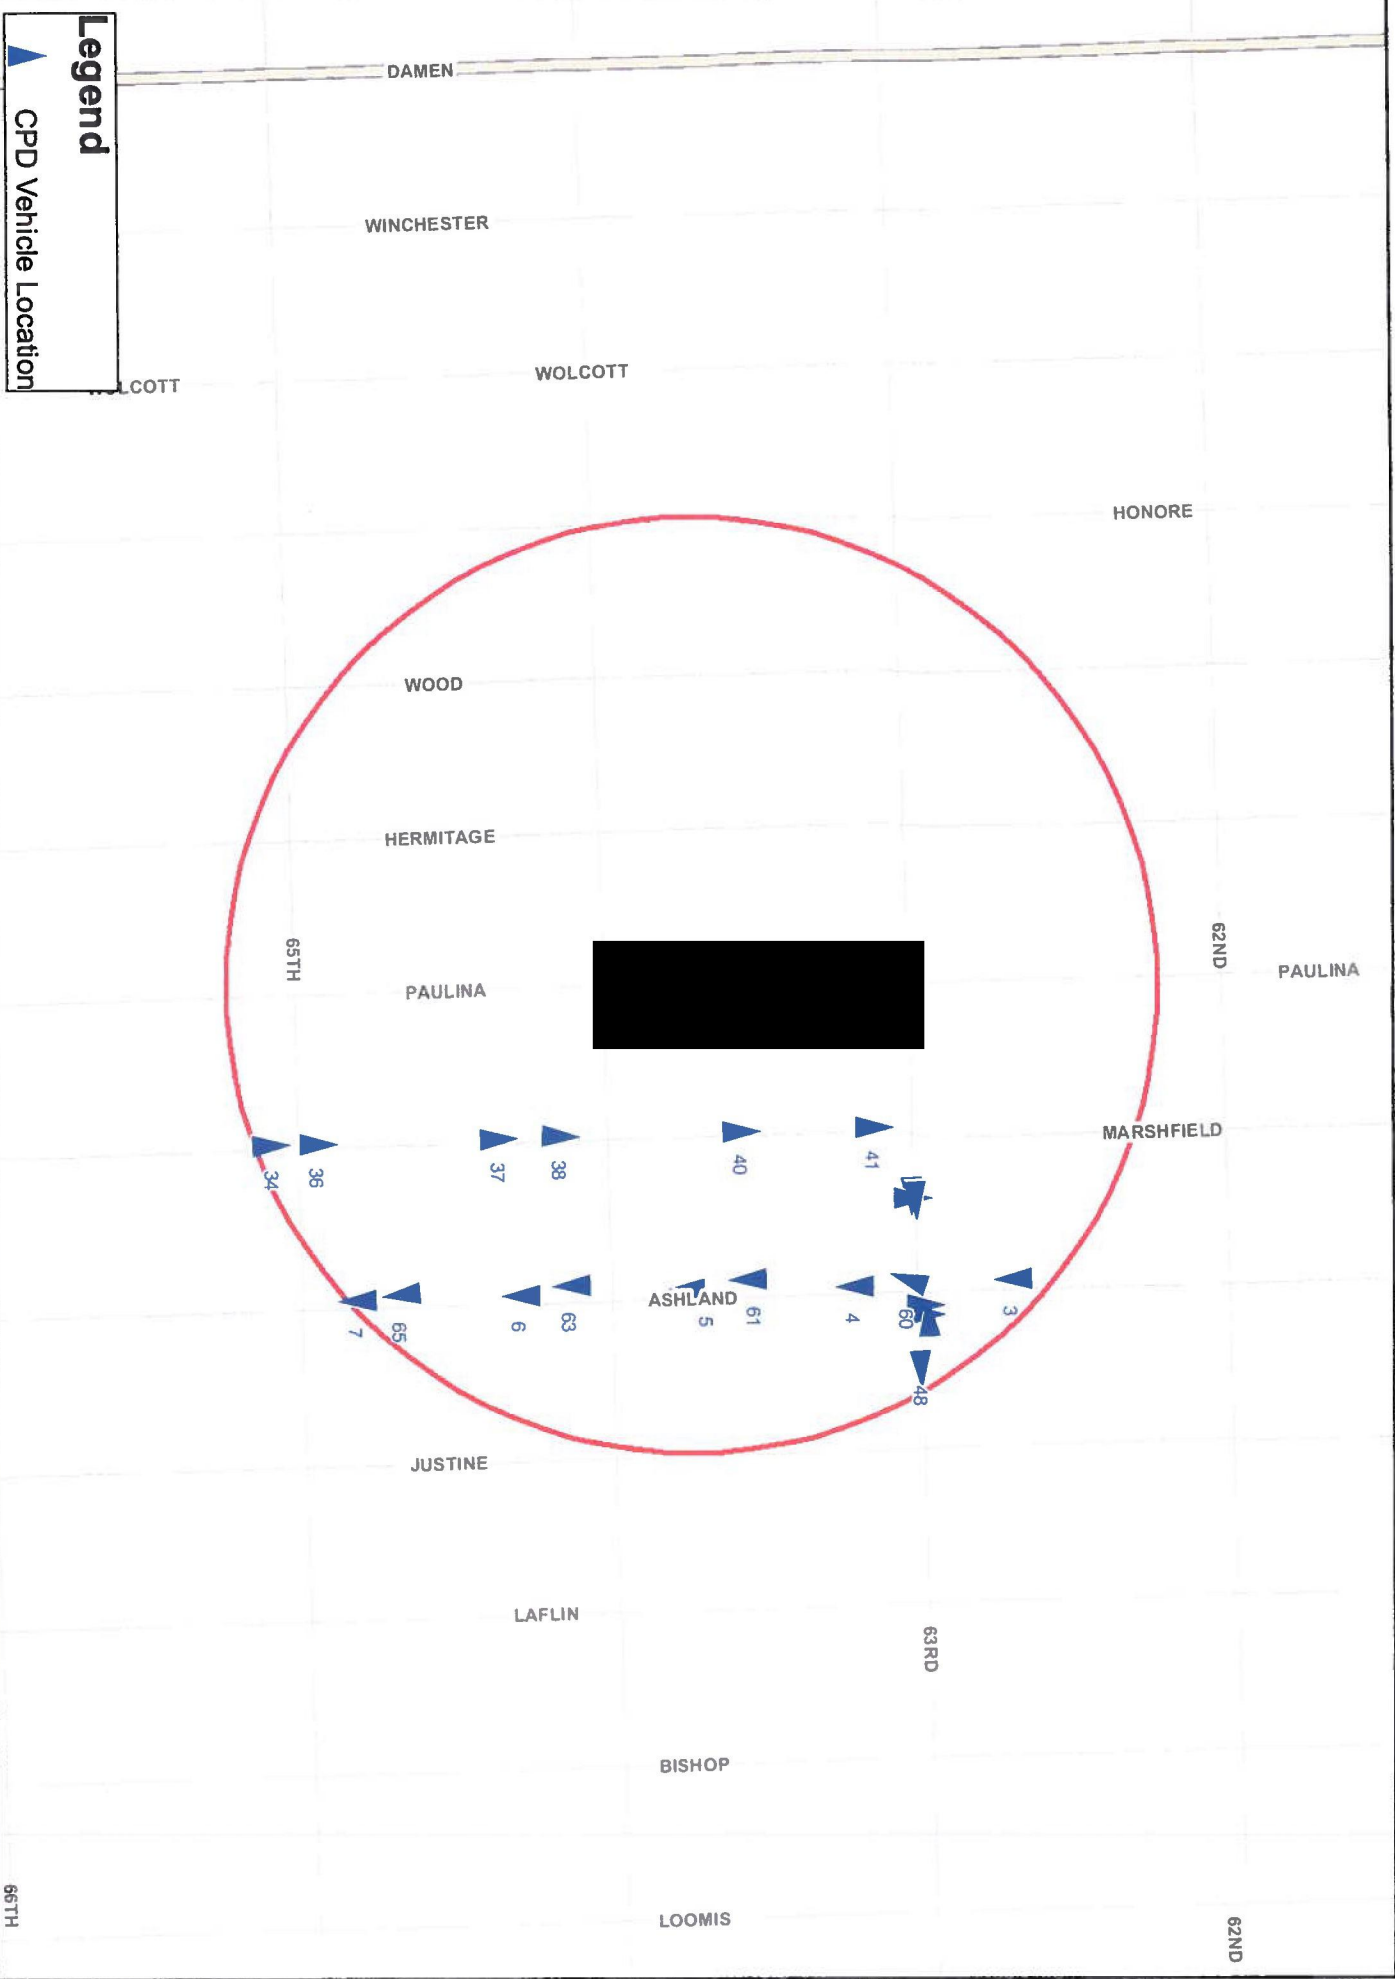 Legend
CPD Vehicle Location
DAMEN
WINCHESTER
WOLCOTT
LCOTT
HONORE
WOOD
HERMITAGE
65TH
62ND
PAULINA
PAULINA
MARSHFIELD
34
36
37
38
40
41
3
ASHLAND
7
65
6
63
5
61
4
60
48
JUSTINE
LAFLIN
63RD
BISHOP
66TH
LOOMIS
62ND